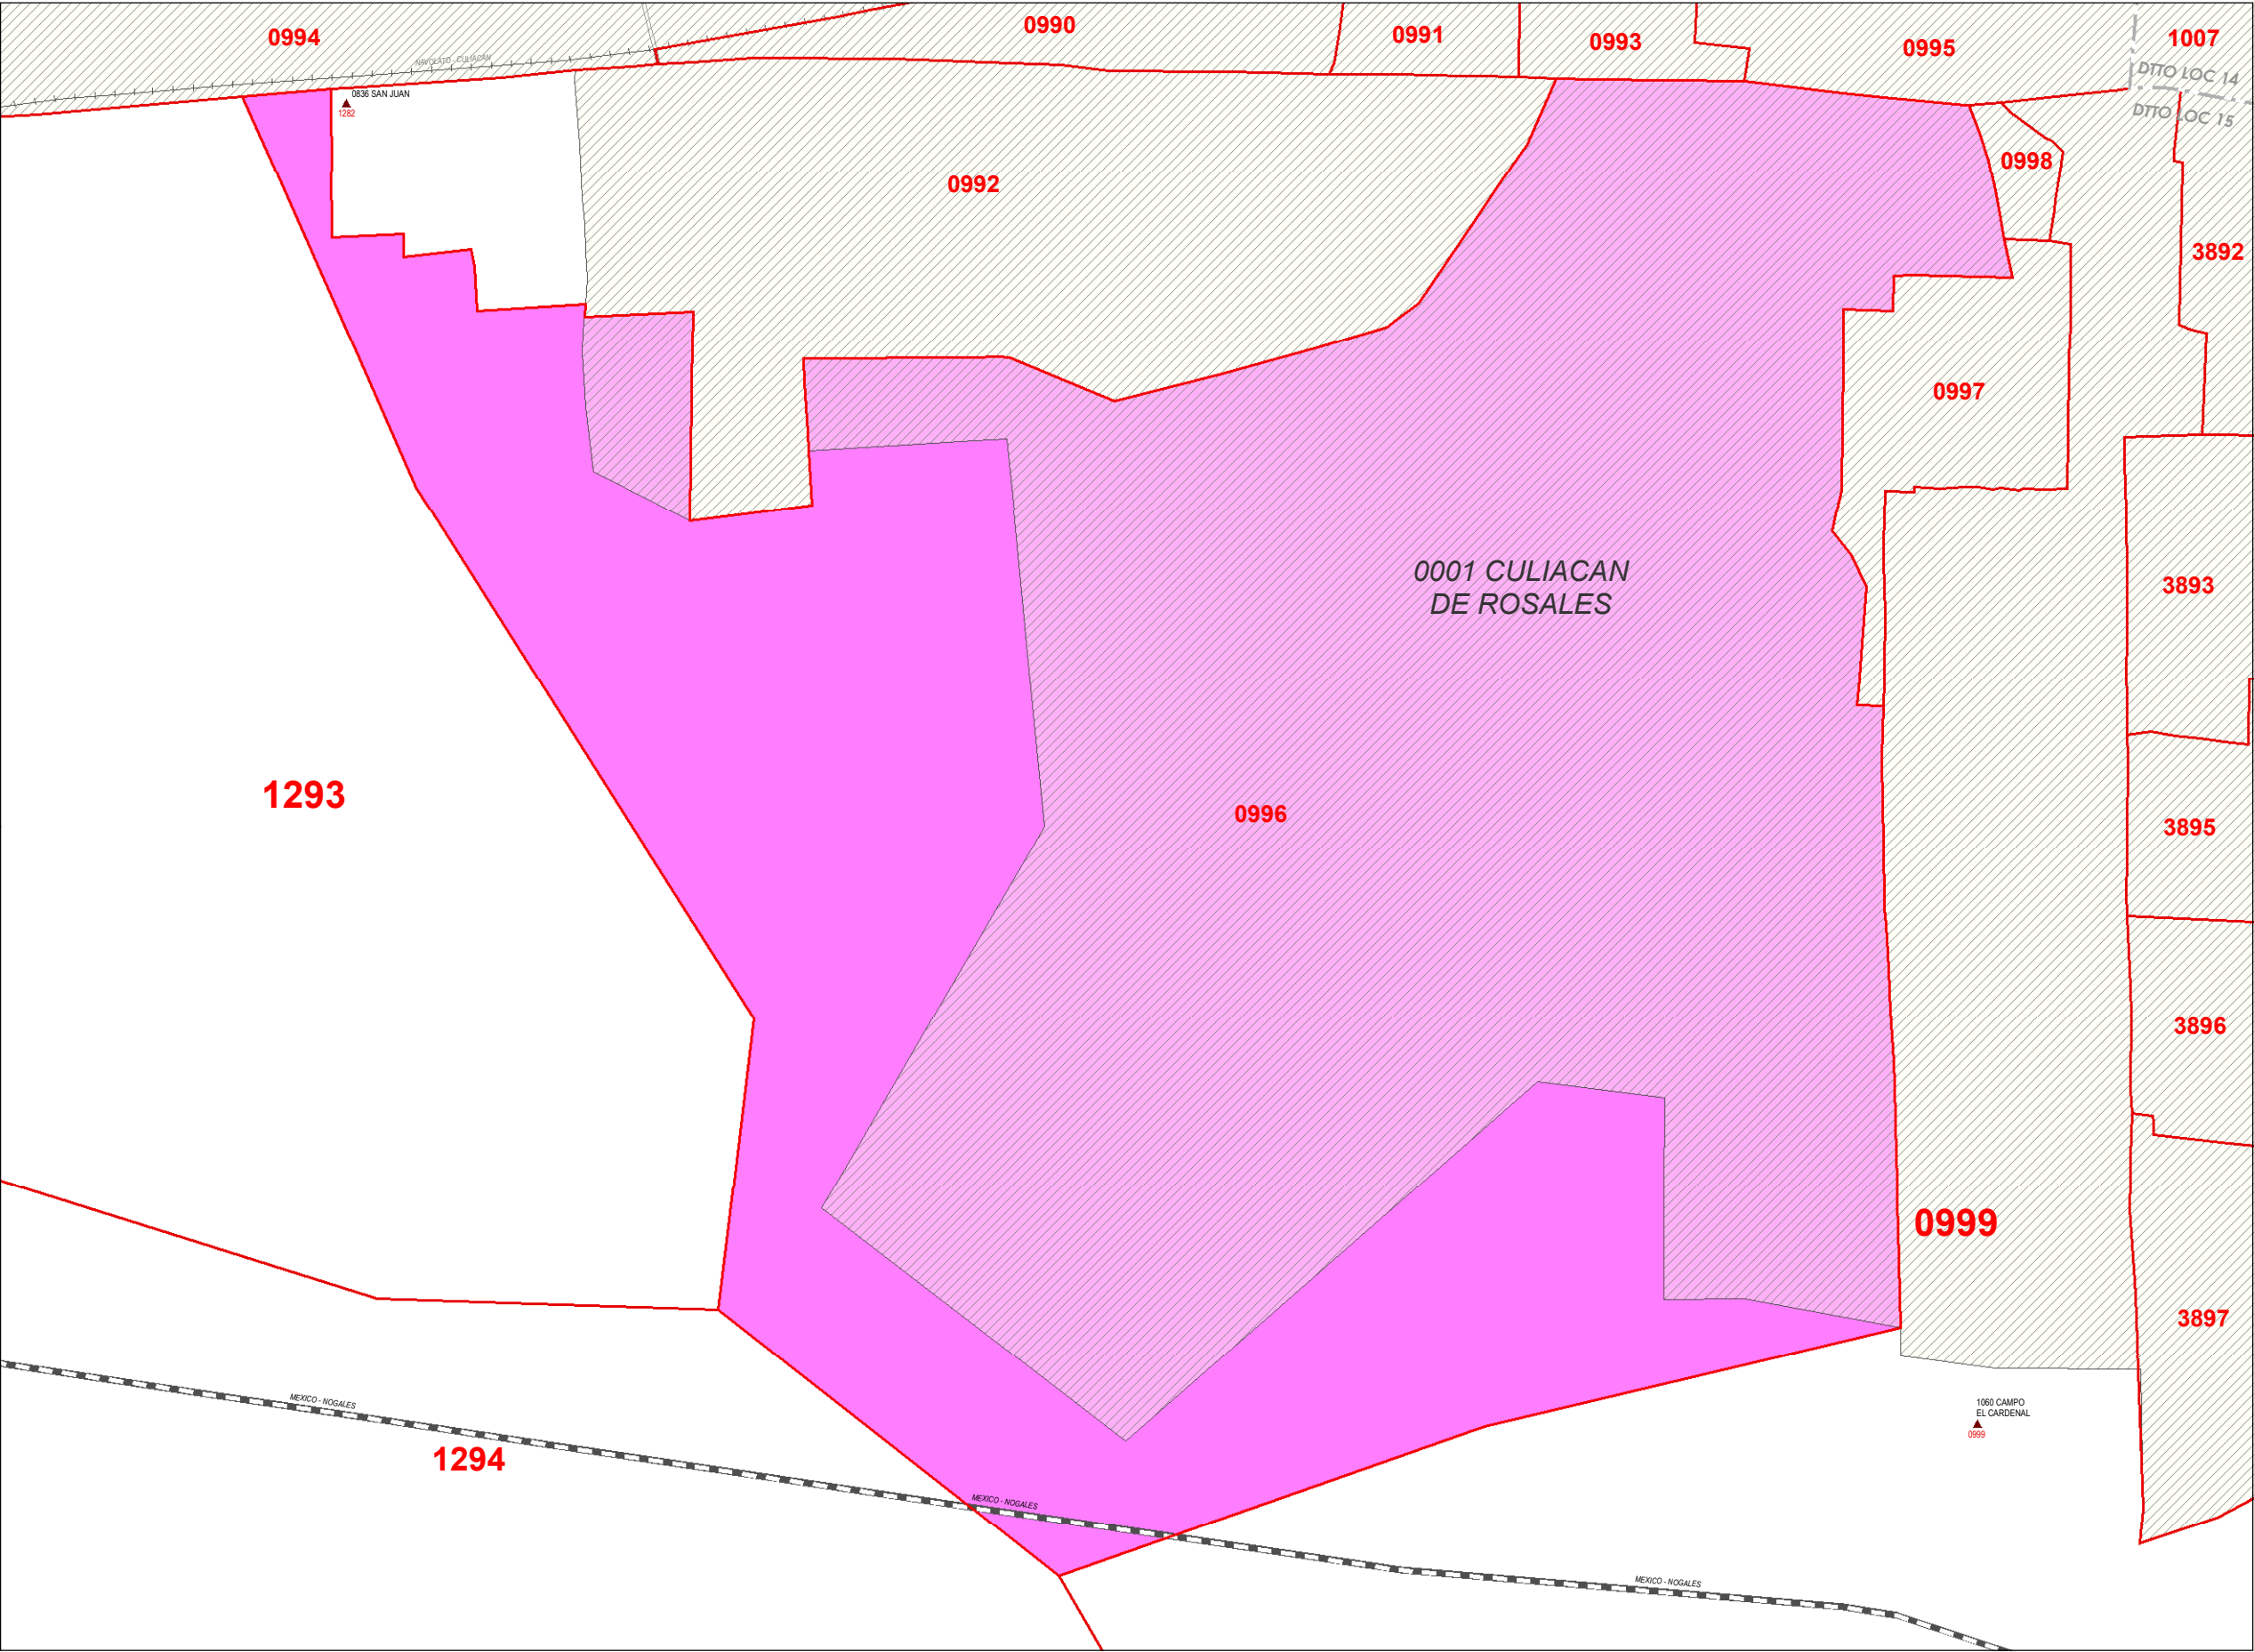 0994
NAVOLATO - CULIACAN
0990
0991
0993
0995
1007
DTTO LOC 14
DTTO LOC 15
0836 SAN JUAN
1282
0992
0998
3892
0997
0001 CULIACAN
DE ROSALES
3893
1293
0996
3895
3896
0999
3897
MEXICO - NOGALES
1294
1060 CAMPO
EL CARDENAL
0999
MEXICO - NOGALES
MEXICO - NOGALES